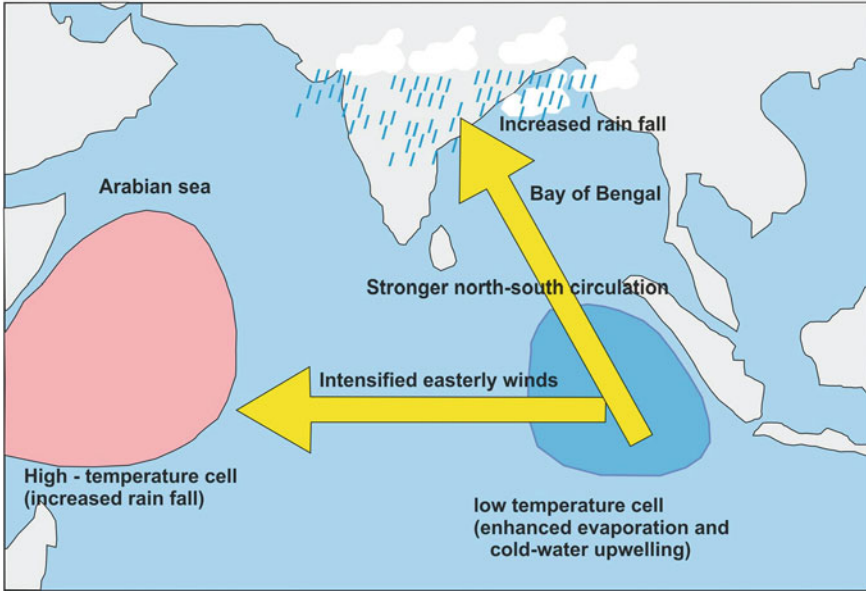 Increased rain fall
Arabian sea
Bay of Bengal
Stronger north-south circulation
Intensified easterly winds
High - temperature cell
(increased rain fall)
low temperature cell
(enhanced evaporation and
cold-water upwelling)